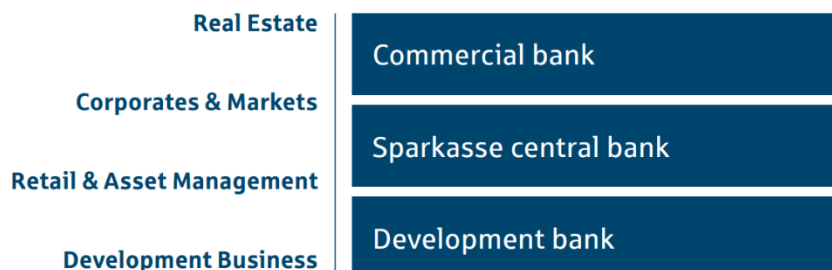 Real Estate
Commercial bank
Corporates & Markets
Sparkasse central bank
Retail & Asset Management
Development bank
Development Business